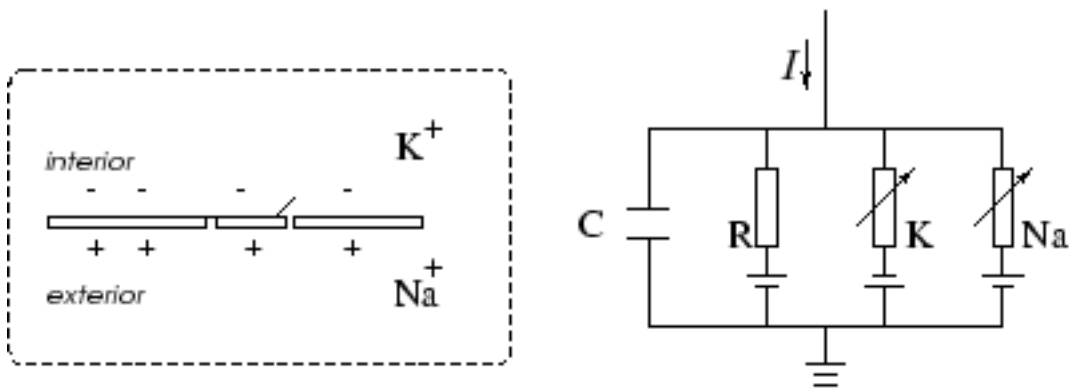 interior
K+
- - - -
+ + + +
exterior
Na+
I
C
R
K
Na